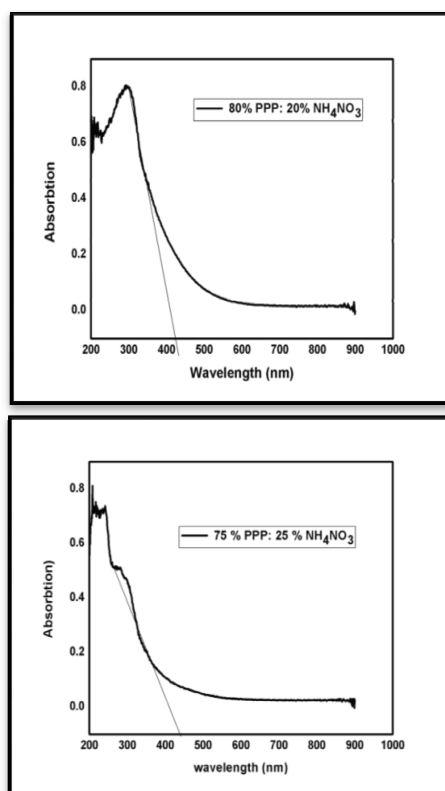 0.8
80% PPP: 20% NH4NO3
0.6
Absorbtion
0.4
0.2
0.0
200 300 400 500 600 700 800 900 1000
Wavelength (nm)
0.8
75 % PPP: 25 % NH4NO3
0.6
Absorbtion)
0.4
0.2
0.0
200 300 400 500 600 700 800 900 1000
wavelength (nm)